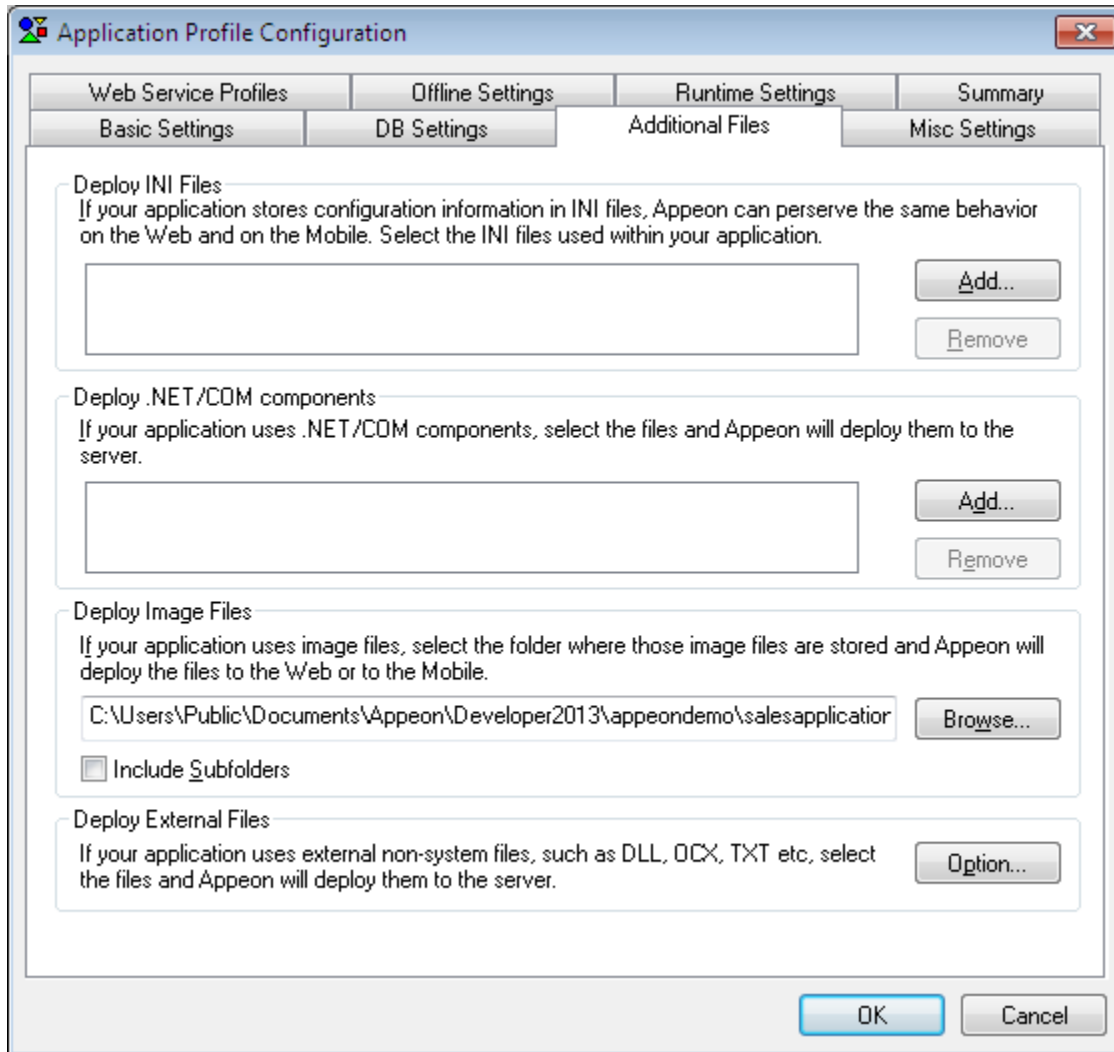 Application Profile Configuration
Web Service Profiles
Offline Settings
Runtime Settings
Summary
Basic Settings
DB Settings
Additional Files
Misc Settings
Deploy INI Files
If your application stores configuration information in INI files, Appeon can perserve the same behavior
on the Web and on the Mobile. Select the INI files used within your application.
Add...
Remove
Deploy .NET/COM components
If your application uses .NET/COM components, select the files and Appeon will deploy them to the
server.
Add...
Remove
Deploy Image Files
If your application uses image files, select the folder where those image files are stored and Appeon will
deploy the files to the Web or to the Mobile.
C:\Users\Public\Documents\Appeon\Developer2013\appeondemo\salesapplication
Browse...
Include Subfolders
Deploy External Files
If your application uses external non-system files, such as DLL, OCX, TXT etc, select
the files and Appeon will deploy them to the server.
Option...
OK
Cancel